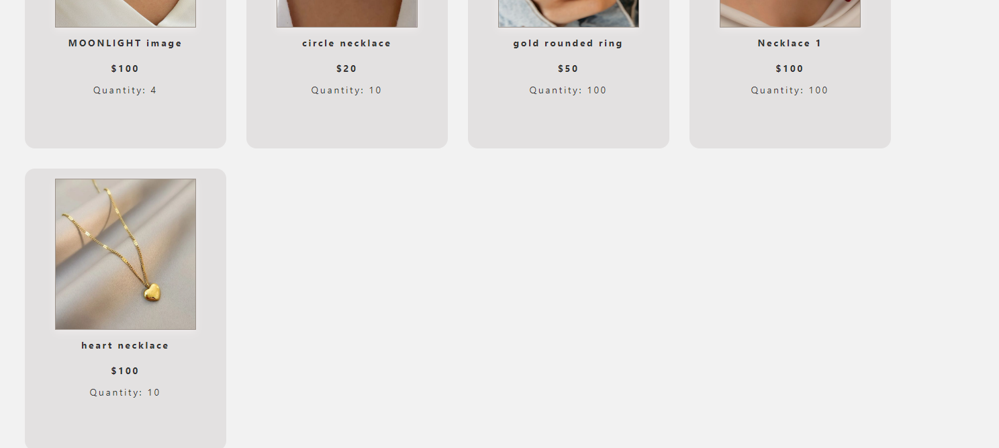 MOONLIGHT image
$100
Quantity: 4
circle necklace
$20
Quantity: 10
gold rounded ring
$50
Quantity: 100
Necklace 1
$100
Quantity: 100
heart necklace
$100
Quantity: 10